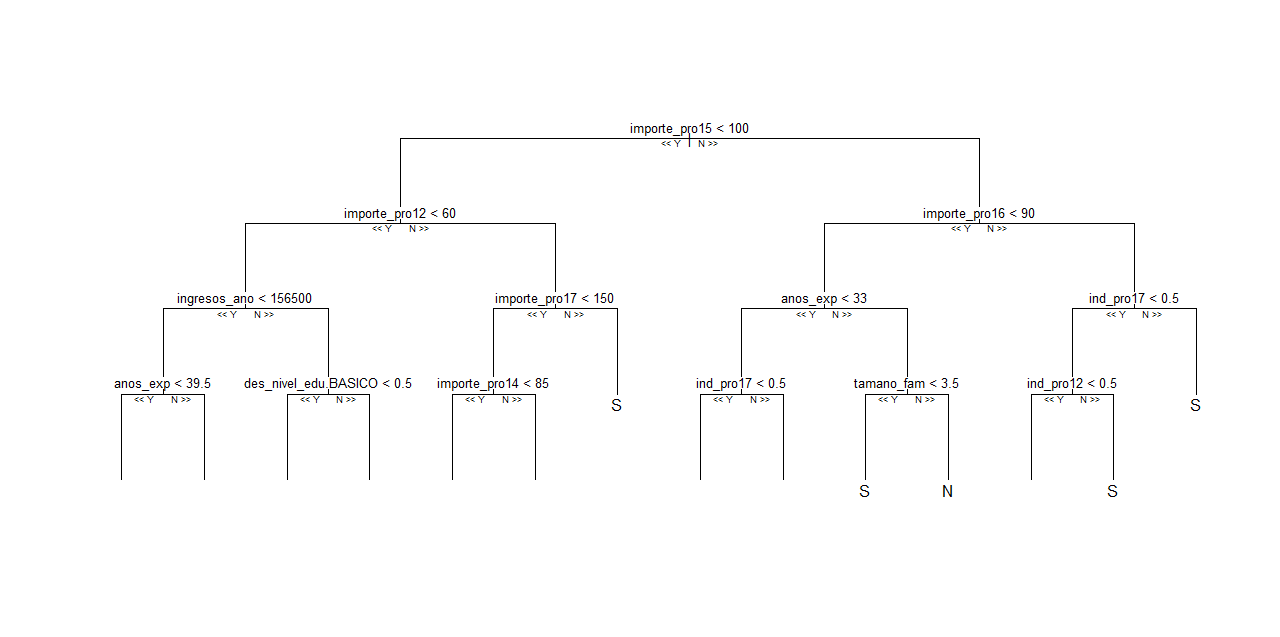 importe_pro15 < 100
<< Y N >>
importe_pro12 < 60
importe_pro16 < 90
<< Y N >>
<< Y N >>
ingresos_ano < 156500
importe_pro17 < 150
anos_exp < 33
ind_pro17 < 0.5
<< Y N >>
<< Y N >>
<< Y N >>
<< Y N >>
anos_exp < 39.5
des_nivel_edu.BASICO < 0.5
importe_pro14 < 85
ind_pro17 < 0.5
tamano_fam < 3.5
ind_pro12 < 0.5
<< Y N >>
<< Y N >>
<< Y N >>
<< Y N >>
<< Y N >>
<< Y N >>
S
S
S
N
S